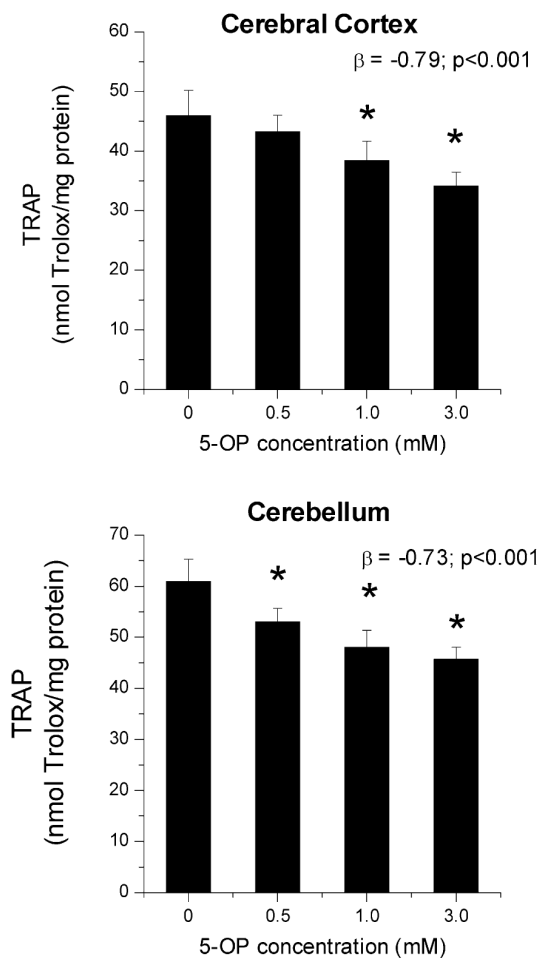 Cerebral Cortex
β = -0.79; p<0.001
60
50
40
30
20
10
0
TRAP
(nmol Trolox/mg protein)
*
*
0 0.5 1.0 3.0
5-OP concentration (mM)
Cerebellum
β = -0.73; p<0.001
70
60
50
40
30
20
10
0
TRAP
(nmol Trolox/mg protein)
*
*
*
0 0.5 1.0 3.0
5-OP concentration (mM)